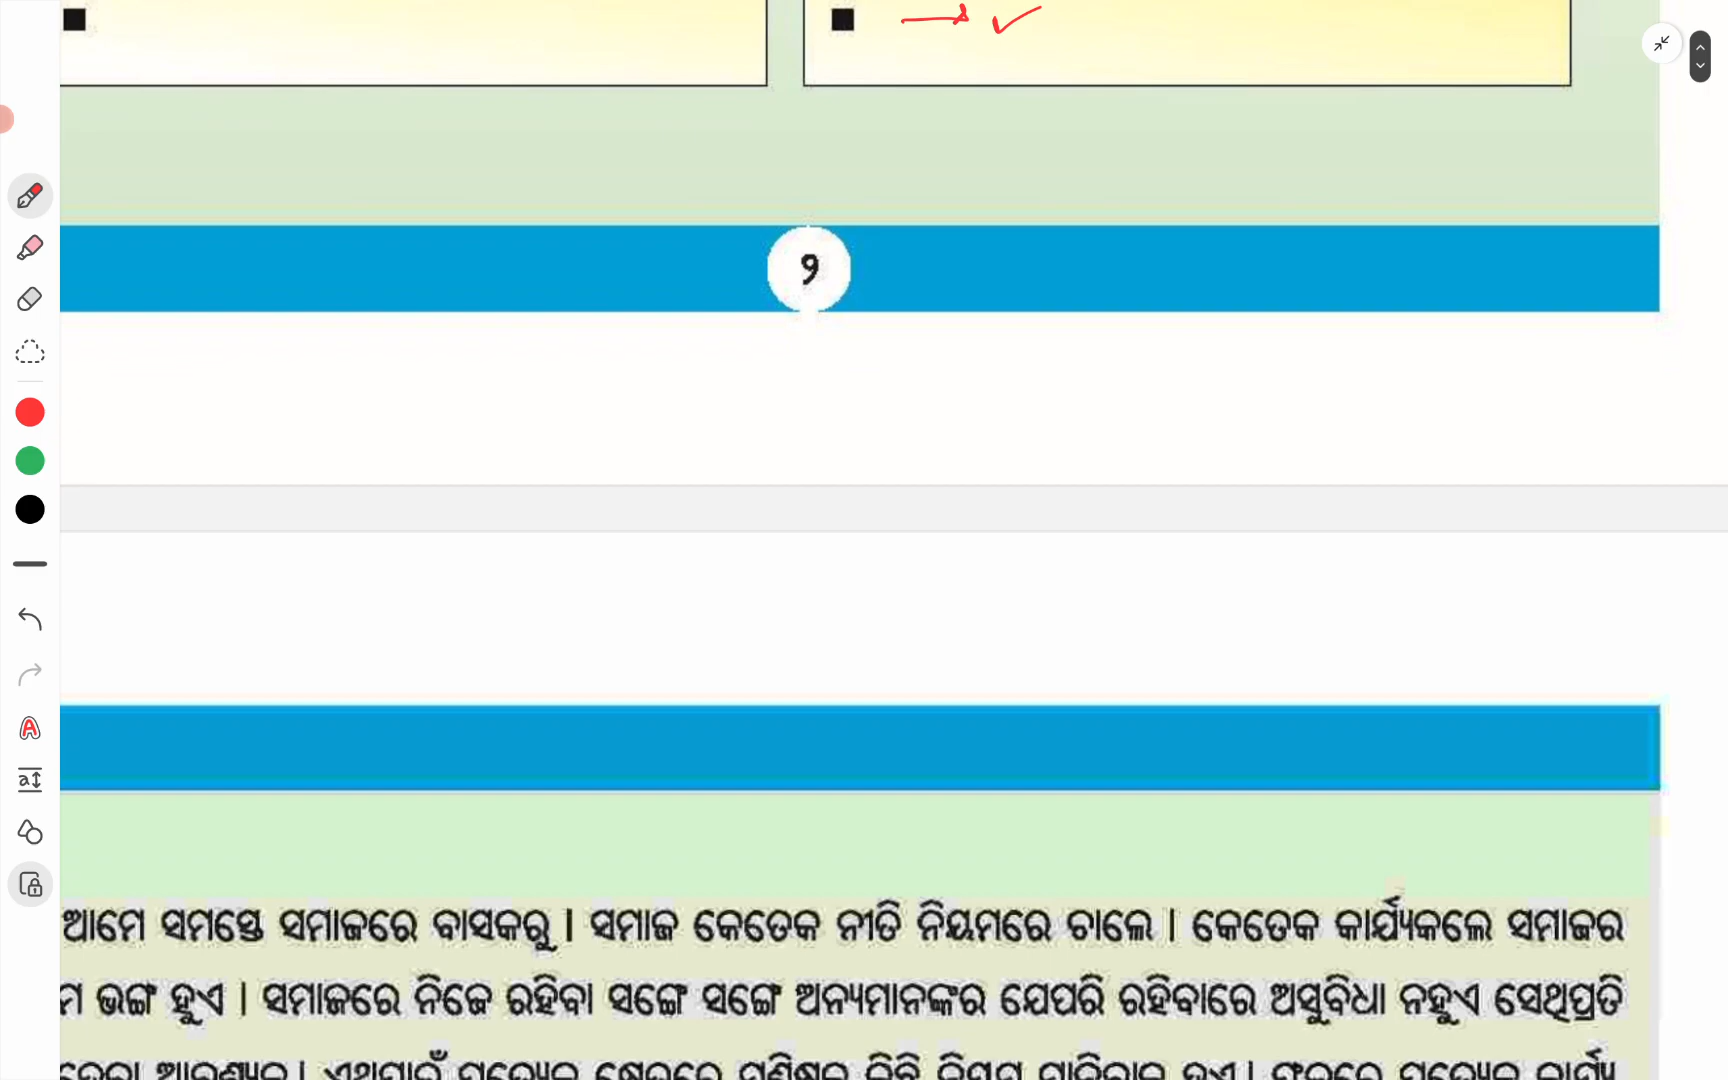 ୨
ଆମେ ସମସ୍ତେ ସମାଜରେ ବାସକରୁ । ସମାଜ କେତେକ ନୀତି ନିୟମରେ ଚାଲେ । କେତେକ କାର୍ଯ୍ୟକଲେ ସମାଜର
ମ ଭଙ୍ଗ ହୁଏ । ସମାଜରେ ନିଜେ ରହିବା ସଙ୍ଗେ ସଙ୍ଗେ ଅନ୍ୟମାନଙ୍କର ଯେପରି ରହିବାରେ ଅସୁବିଧା ନହୁଏ ସେଥିପ୍ରତି